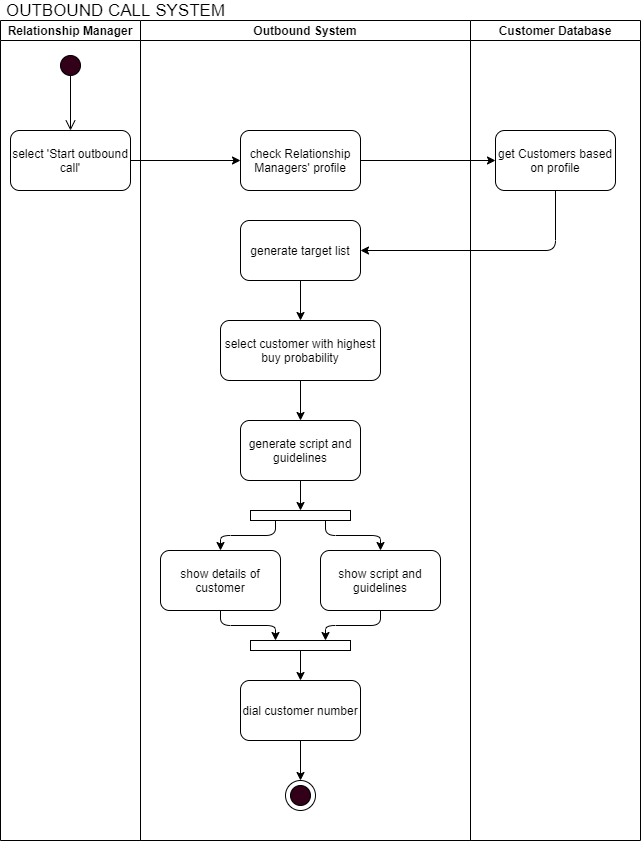 OUTBOUND CALL SYSTEM
Relationship Manager
Outbound System
Customer Database
select 'Start outbound
call'
check Relationship
Managers' profile
get Customers based
on profile
generate target list
select customer with highest
buy probability
generate script and
guidelines
show details of
customer
show script and
guidelines
dial customer number